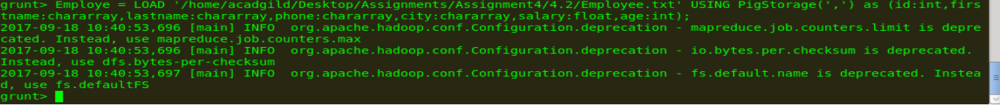 grunt> Employe = LOAD '/home/acadgild/Desktop/Assignments/Assignment4/4.2/Employee.txt' USING PigStorage(',') as (id:int,firs
tname:chararray,lastname:chararray,phone:chararray,city:chararray,salary:float,age:int);
2017-09-18 10:40:53,696 [main] INFO  org.apache.hadoop.conf.Configuration.deprecation - mapreduce.job.counters.limit is depre
cated. Instead, use mapreduce.job.counters.max
2017-09-18 10:40:53,696 [main] INFO  org.apache.hadoop.conf.Configuration.deprecation - io.bytes.per.checksum is deprecated.
Instead, use dfs.bytes-per-checksum
2017-09-18 10:40:53,697 [main] INFO  org.apache.hadoop.conf.Configuration.deprecation - fs.default.name is deprecated. Instea
d, use fs.defaultFS
grunt>